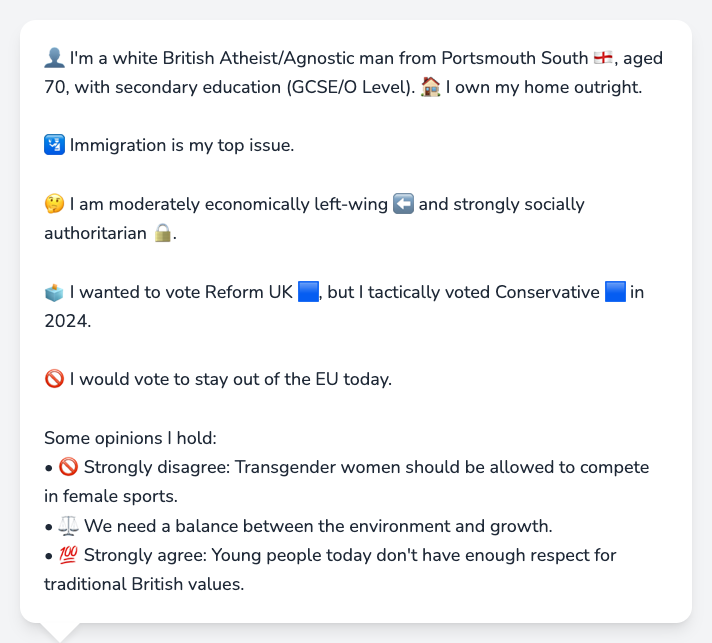 👤 I'm a white British Atheist/Agnostic man from Portsmouth South 🏴󠁧󠁢󠁥󠁮󠁧󠁿, aged
70, with secondary education (GCSE/O Level). 🏠 I own my home outright.
🛂 Immigration is my top issue.
🤔 I am moderately economically left-wing ⬅️ and strongly socially
authoritarian 🔒.
🗳️ I wanted to vote Reform UK 🟦, but I tactically voted Conservative 🟦 in
2024.
🚫 I would vote to stay out of the EU today.
Some opinions I hold:
• 🚫 Strongly disagree: Transgender women should be allowed to compete
in female sports.
• ⚖️ We need a balance between the environment and growth.
• 💯 Strongly agree: Young people today don't have enough respect for
traditional British values.